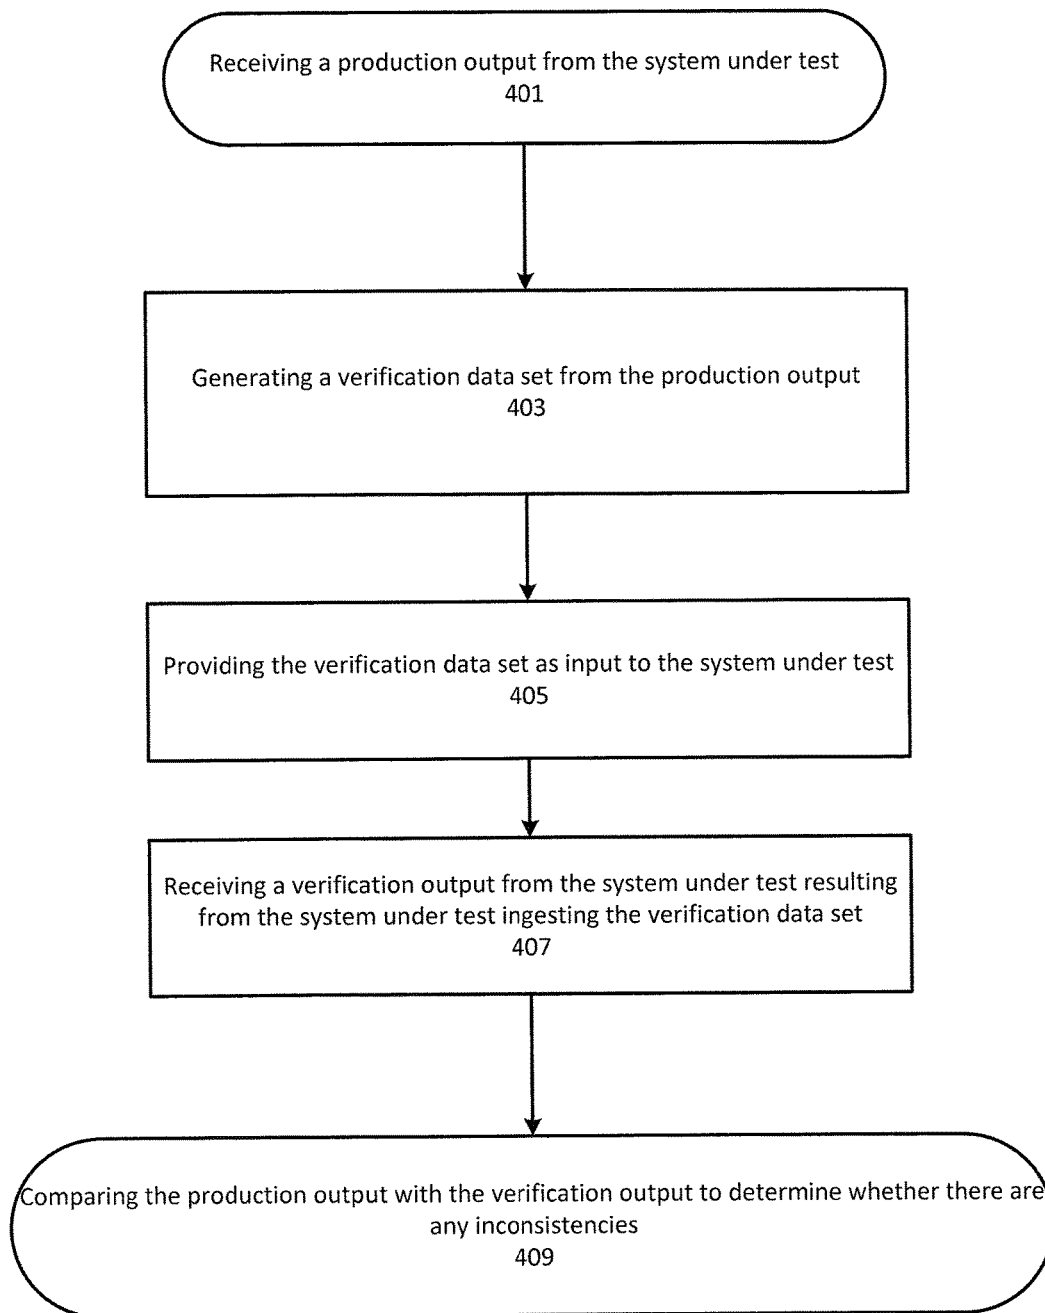 Receiving a production output from the system under test
401
Generating a verification data set from the production output
403
Providing the verification data set as input to the system under test
405
Receiving a verification output from the system under test resulting
from the system under test ingesting the verification data set
407
Comparing the production output with the verification output to determine whether there are
any inconsistencies
409